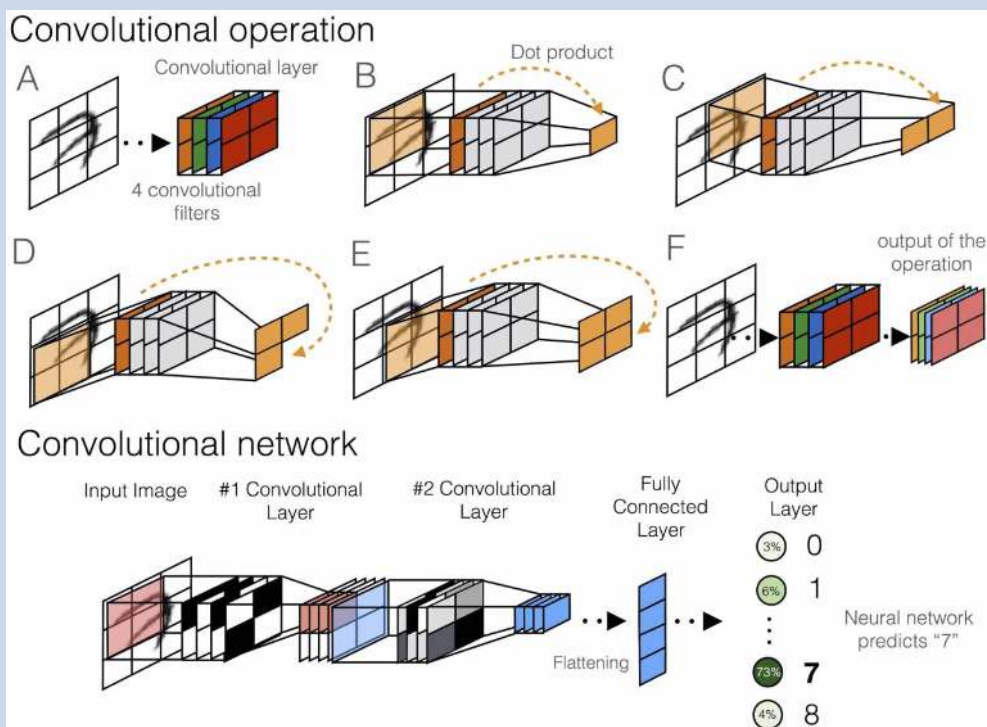 Convolutional operation
A
Convolutional layer
4 convolutional
filters
B
Dot product
C
D
E
F
output of the
operation
Convolutional network
Input Image
#1 Convolutional
Layer
#2 Convolutional
Layer
Fully
Connected
Layer
Output
Layer
Flattening
3% 0
6% 1
73% 7
4% 8
Neural network
predicts “7”